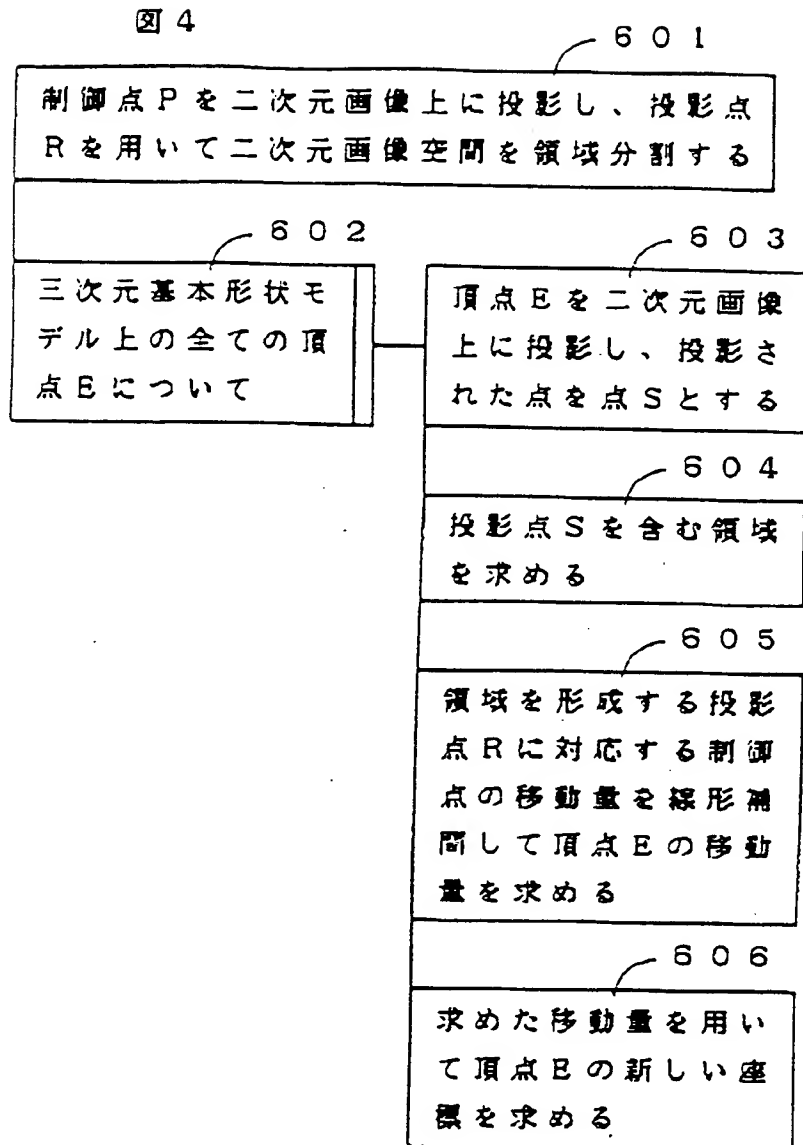 図4
601
制御点Pを二次元画像上に投影し、投影点
Rを用いて二次元画像空間を領域分割する
602
三次元基本形状モ
デル上の全ての頂
点Eについて
603
頂点Eを二次元画像
上に投影し、投影さ
れた点を点Sとする
604
投影点Sを含む領域
を求める
605
領域を形成する投影
点Rに対応する制御
点の移動量を線形補
間して頂点Eの移動
量を求める
606
求めた移動量を用い
て頂点Eの新しい座
標を求める